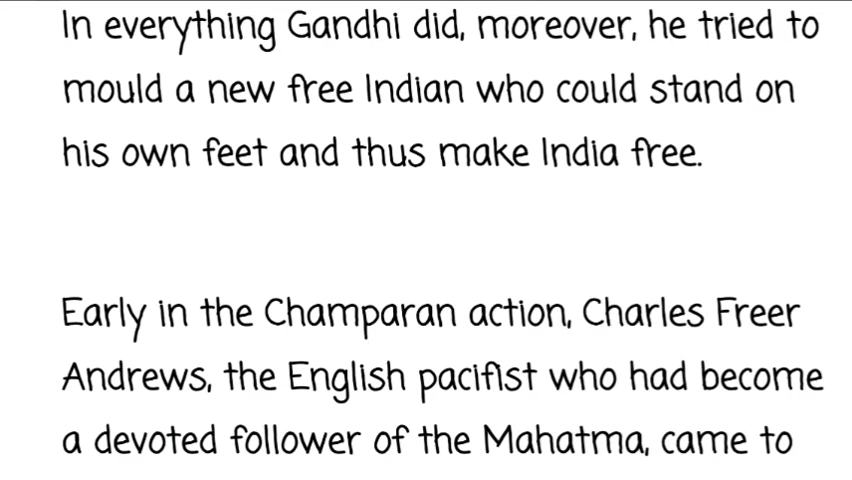 In everything Gandhi did, moreover, he tried to
mould a new free Indian who could stand on
his own feet and thus make India free.
Early in the Champaran action, Charles Freer
Andrews, the English pacifist who had become
a devoted follower of the Mahatma, came to